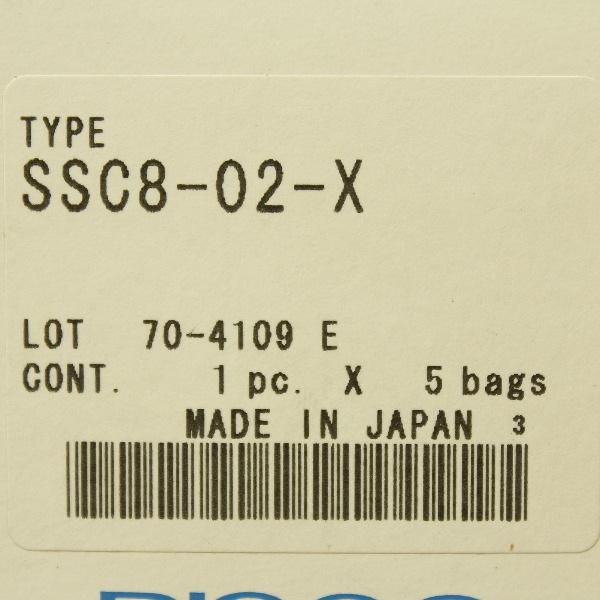 TYPE
SSC8-02-X
LOT 70-4109 E
CONT. 1 pc. X 5 bags
MADE IN JAPAN 3